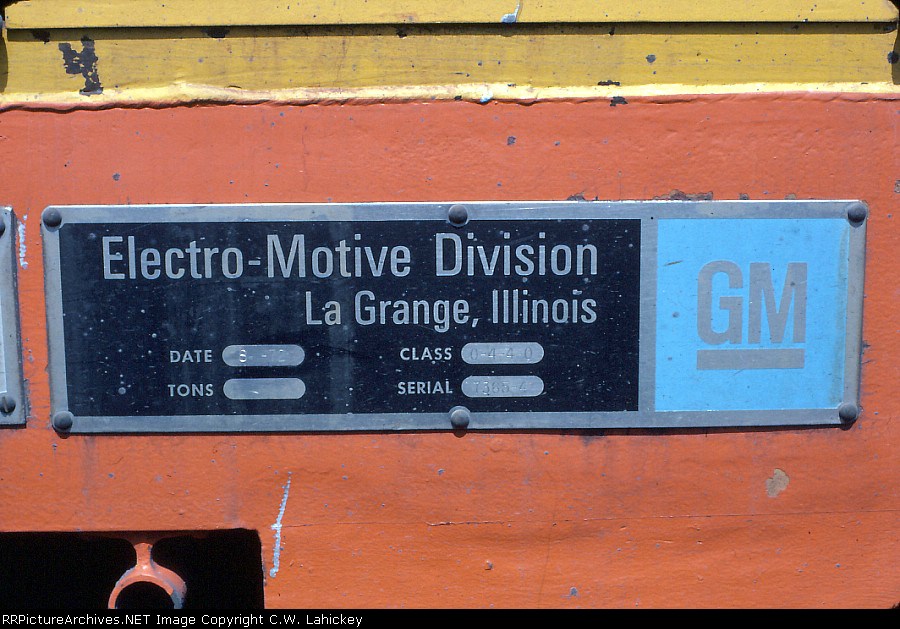 Electro-Motive Division
La Grange, Illinois
GM
DATE CLASS 0-4-4-0
TONS SERIAL
RRPictureArchives.NET Image Copyright C.W. Lahickey